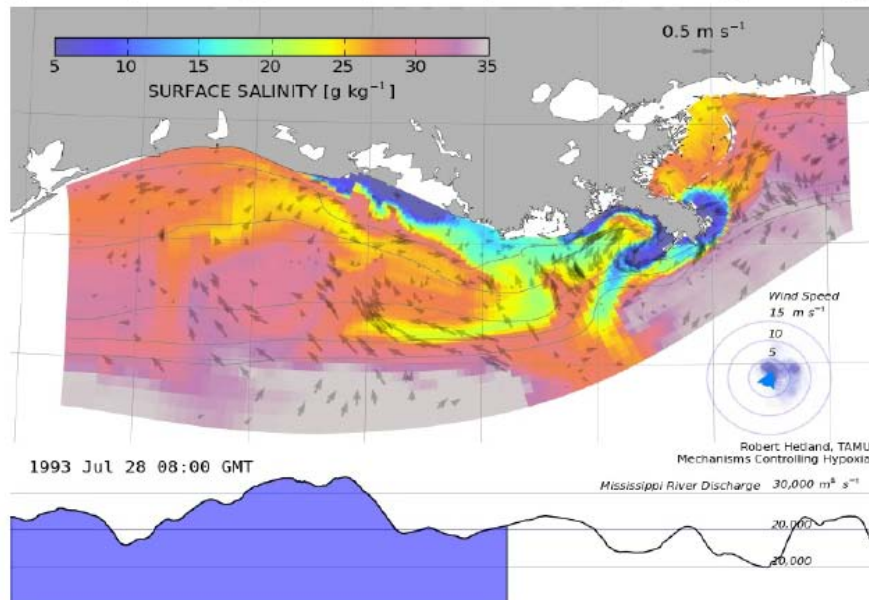 0.5 m s⁻¹
5 10 15 20 25 30 35
SURFACE SALINITY [g kg⁻¹]
Wind Speed
15 m s⁻¹
10
5
Robert Hetland, TAMU
Mechanisms Controlling Hypoxia
1993 Jul 28 08:00 GMT
Mississippi River Discharge 30,000 m³ s⁻¹
20,000
10,000